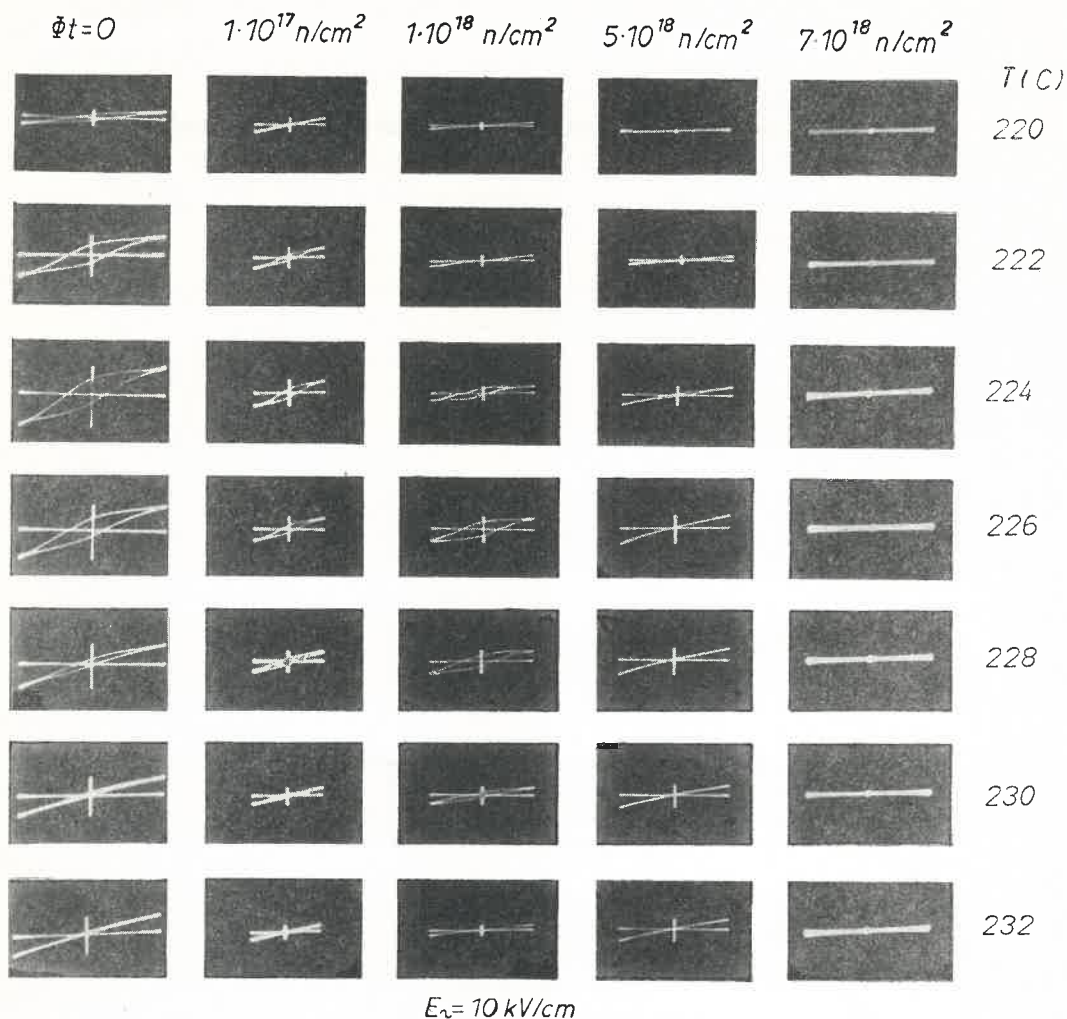 Φt=0 1·10¹⁷ n/cm² 1·10¹⁸ n/cm² 5·10¹⁸ n/cm² 7·10¹⁸ n/cm²
T(C)
220
222
224
226
228
230
232
E~= 10 kV/cm